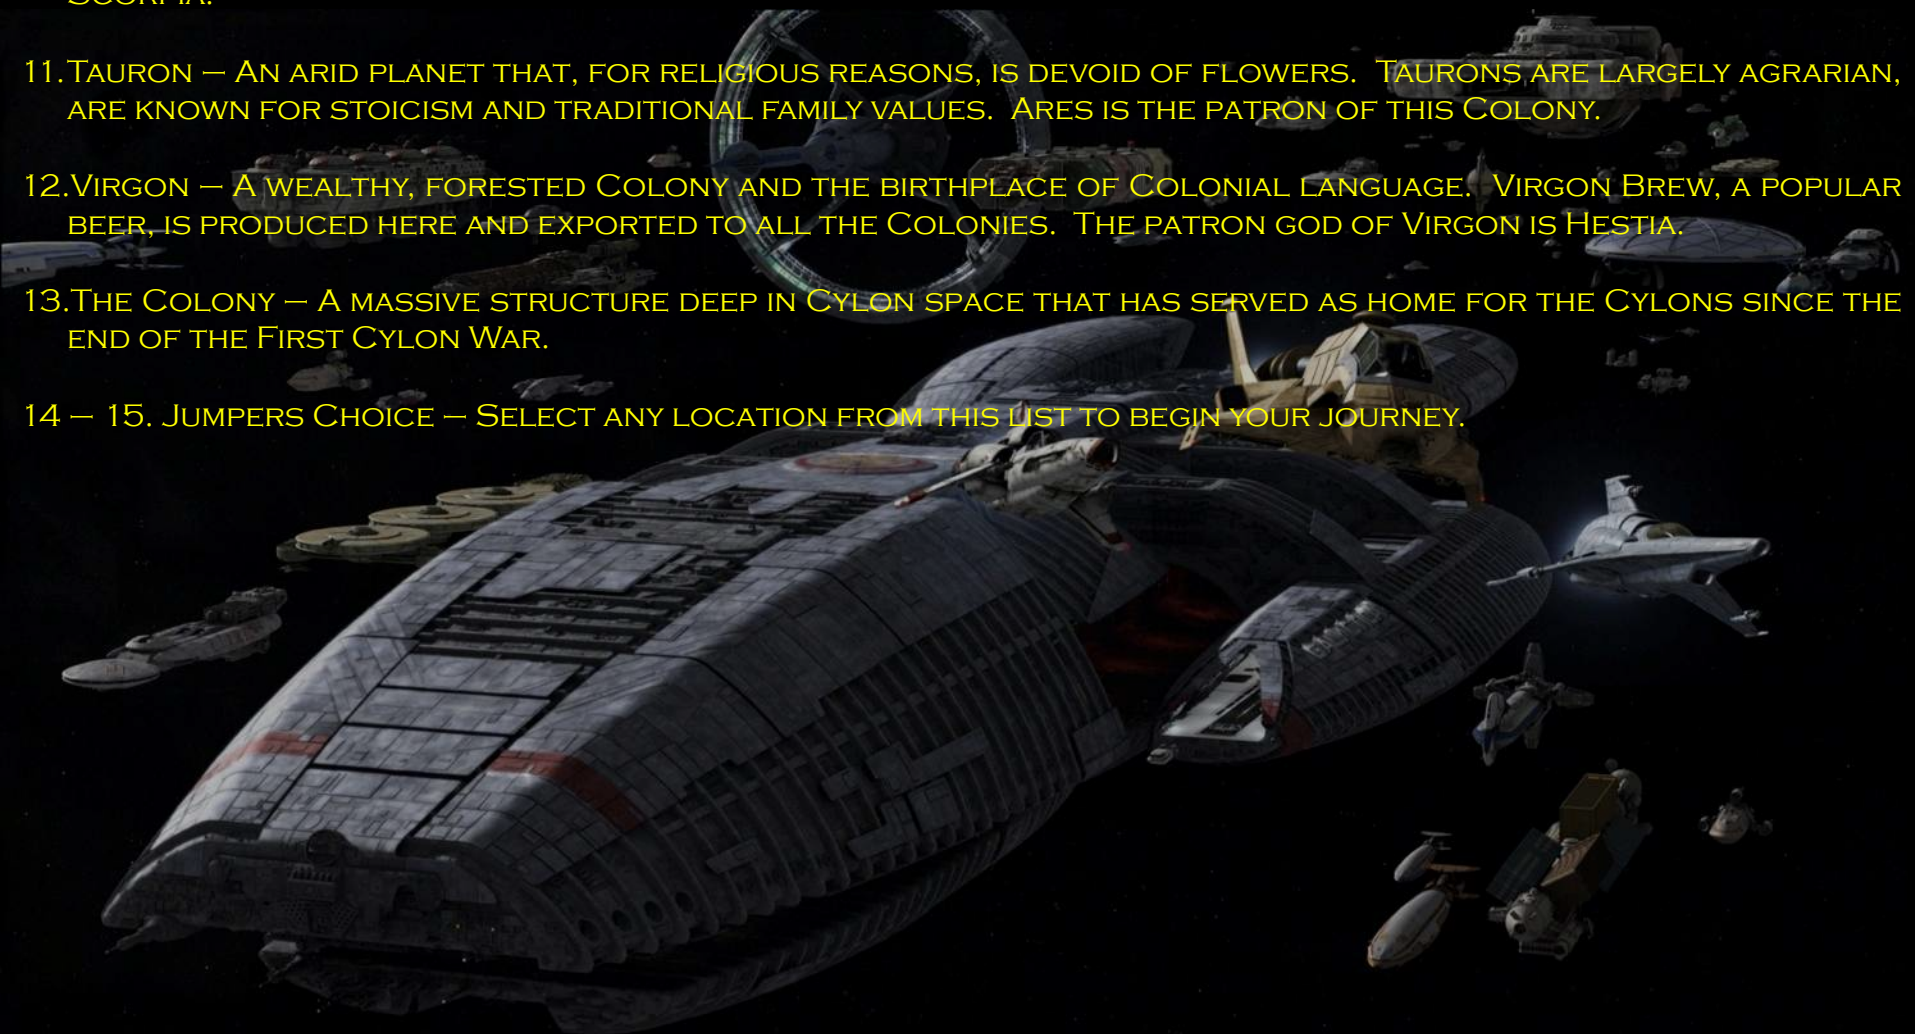 Scorpia.
11.Tauron – An arid planet that, for religious reasons, is devoid of flowers. Taurons are largely agrarian,
are known for stoicism and traditional family values. Ares is the patron of this Colony.
12.Virgon – A wealthy, forested Colony and the birthplace of Colonial language. Virgon Brew, a popular
beer, is produced here and exported to all the Colonies. The patron god of Virgon is Hestia.
13.The Colony – A massive structure deep in Cylon space that has served as home for the Cylons since the
end of the First Cylon War.
14 – 15. Jumpers Choice – Select any location from this list to begin your journey.